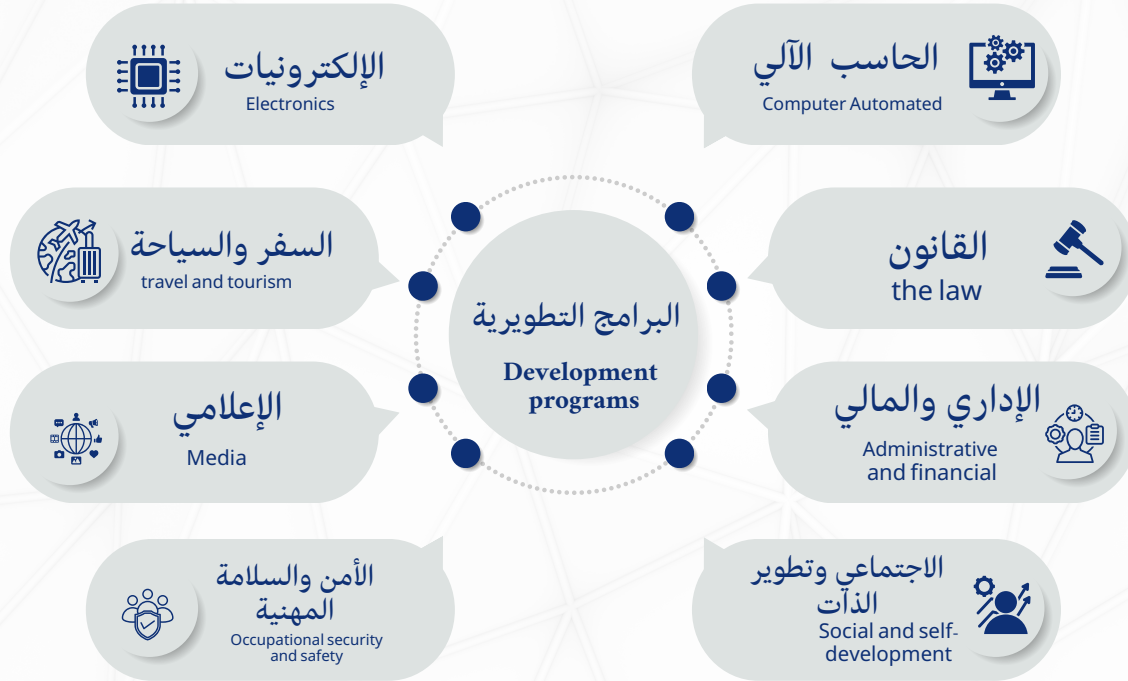 الحاسب الآلي
Computer Automated
الإلكترونيات
Electronics
القانون
the law
السفر والسياحة
travel and tourism
البرامج التطويرية
Development
programs
الإداري والمالي
Administrative
and financial
الإعلامي
Media
الاجتماعي وتطوير
الذات
Social and self-
development
الأمن والسلامة
المهنية
Occupational security
and safety